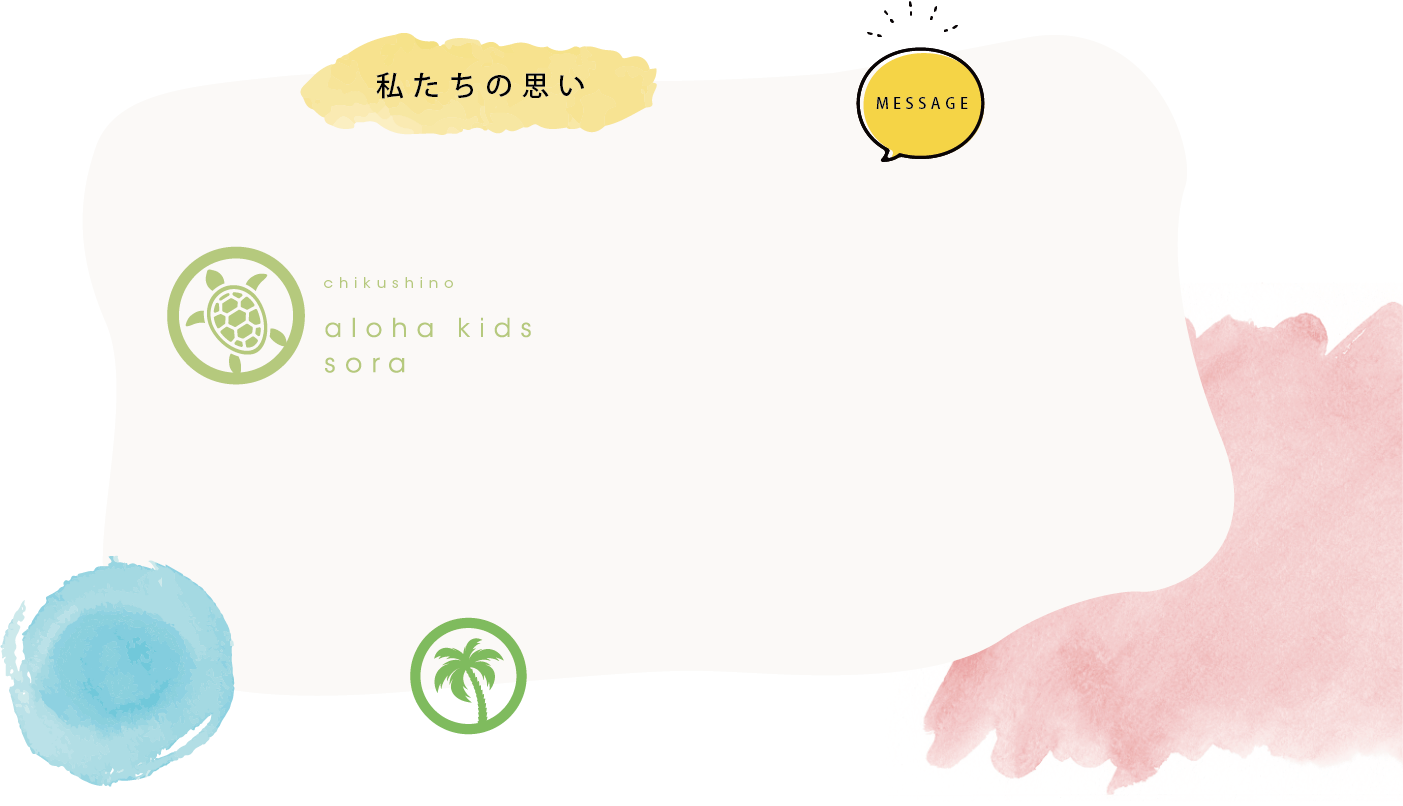 私たちの思い
MESSAGE
chikushino
aloha kids
sora